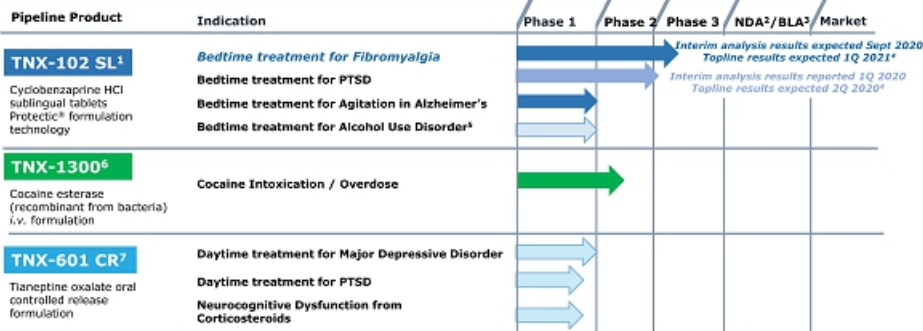 Pipeline Product Indication Phase 1 Phase 2 Phase 3 NDA²/BLA³ Market
TNX-102 SL¹
Cyclobenzaprine HCl
sublingual tablets
Protectic® formulation
technology
Bedtime treatment for Fibromyalgia
Interim analysis results expected Sept 2020
Topline results expected 1Q 2021⁴
Bedtime treatment for PTSD
Interim analysis results reported 1Q 2020
Topline results expected 2Q 2020⁴
Bedtime treatment for Agitation in Alzheimer's
Bedtime treatment for Alcohol Use Disorder⁵
TNX-1300⁶
Cocaine esterase
(recombinant from bacteria)
i.v. formulation
Cocaine Intoxication / Overdose
TNX-601 CR⁷
Tianeptine oxalate oral
controlled release
formulation
Daytime treatment for Major Depressive Disorder
Daytime treatment for PTSD
Neurocognitive Dysfunction from
Corticosteroids